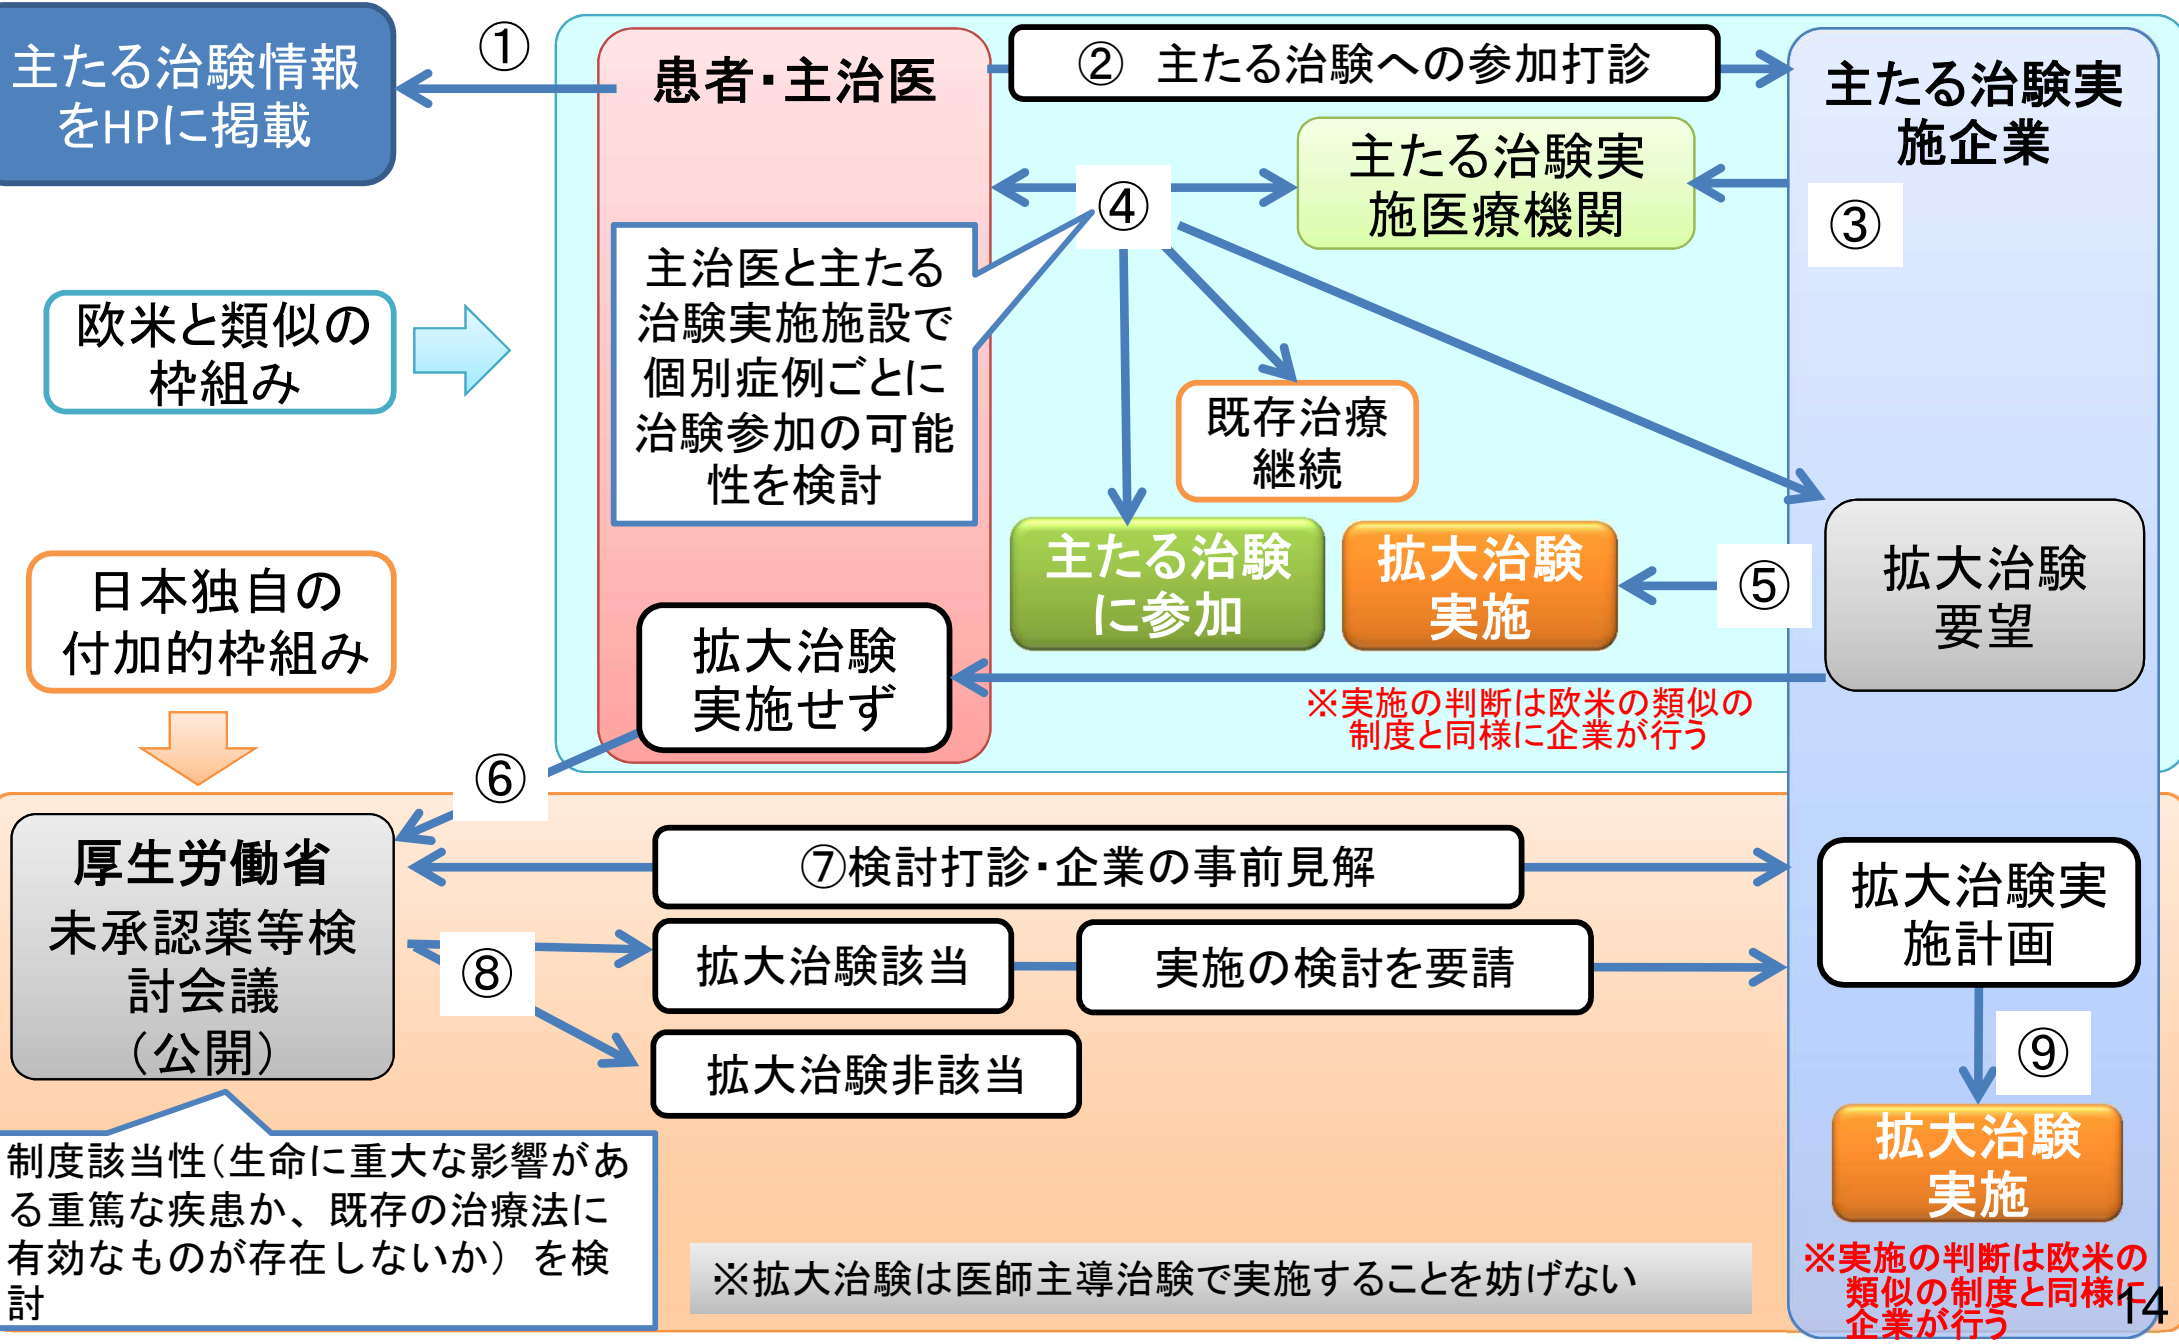 主たる治験情報
をHPに掲載
①
患者・主治医
② 主たる治験への参加打診
主たる治験実
施企業
主たる治験実
施医療機関
③
④
主治医と主たる
治験実施施設で
個別症例ごとに
治験参加の可能
性を検討
欧米と類似の
枠組み
既存治療
継続
主たる治験
に参加
拡大治験
実施
⑤
拡大治験
要望
日本独自の
付加的枠組み
拡大治験
実施せず
※実施の判断は欧米の類似の
制度と同様に企業が行う
⑥
厚生労働省
未承認薬等検
討会議
（公開）
⑦検討打診・企業の事前見解
拡大治験実
施計画
⑧
拡大治験該当
実施の検討を要請
拡大治験非該当
⑨
拡大治験
実施
制度該当性（生命に重大な影響があ
る重篤な疾患か、既存の治療法に
有効なものが存在しないか）を検
討
※拡大治験は医師主導治験で実施することを妨げない
※実施の判断は欧米の
類似の制度と同様に
企業が行う
14